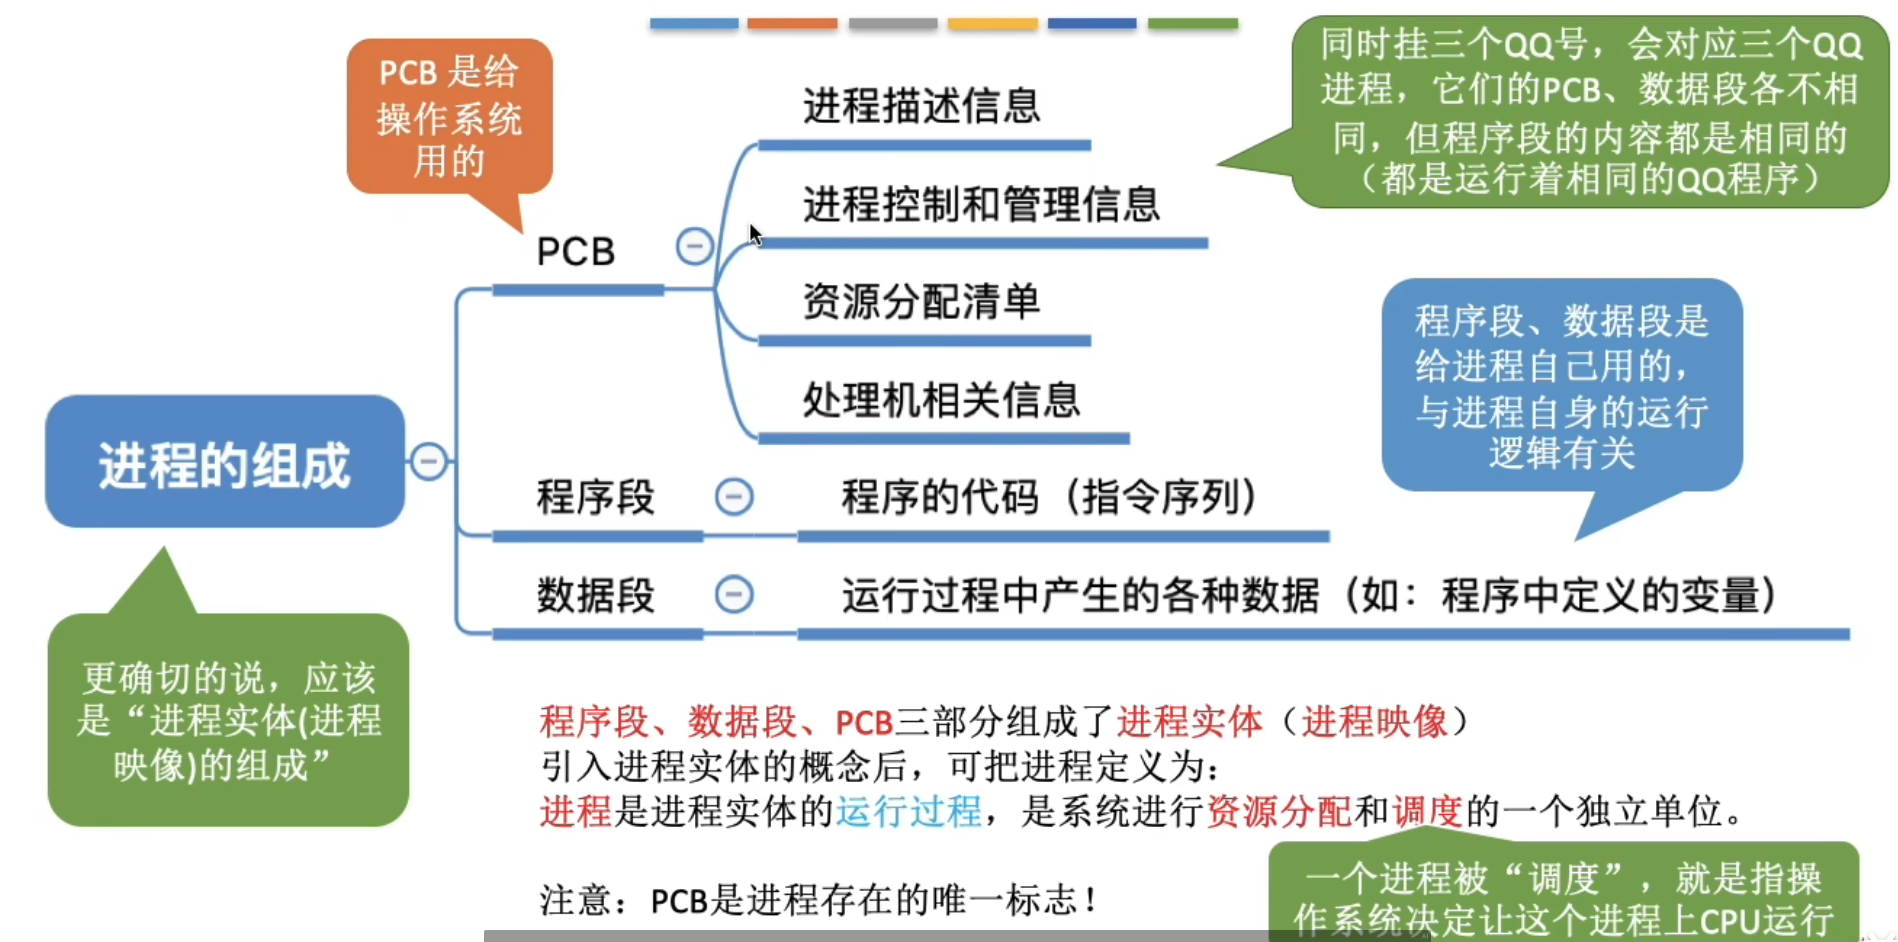 PCB 是给
操作系统
用的
同时挂三个QQ号，会对应三个QQ
进程，它们的PCB、数据段各不相
同，但程序段的内容都是相同的
（都是运行着相同的QQ程序）
进程描述信息
进程控制和管理信息
PCB
资源分配清单
处理机相关信息
程序段、数据段是
给进程自己用的，
与进程自身的运行
逻辑有关
进程的组成
程序段
程序的代码（指令序列）
数据段
运行过程中产生的各种数据（如：程序中定义的变量）
更确切的说，应该
是“进程实体(进程
映像)的组成”
程序段、数据段、PCB三部分组成了进程实体（进程映像）
引入进程实体的概念后，可把进程定义为：
进程是进程实体的运行过程，是系统进行资源分配和调度的一个独立单位。
注意：PCB是进程存在的唯一标志！
一个进程被“调度”，就是指操
作系统决定让这个进程上CPU运行